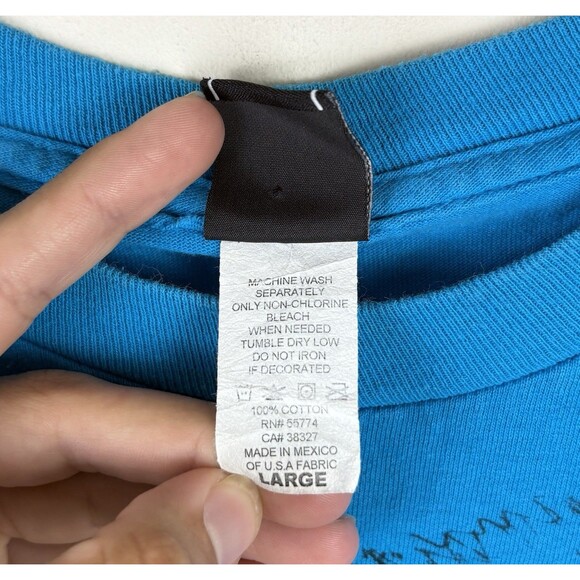 MACHINE WASH
SEPARATELY
ONLY NON-CHLORINE
BLEACH
WHEN NEEDED
TUMBLE DRY LOW
DO NOT IRON
IF DECORATED
100% COTTON
RN# 55774
CA# 38327
MADE IN MEXICO
OF U.S.A FABRIC
LARGE